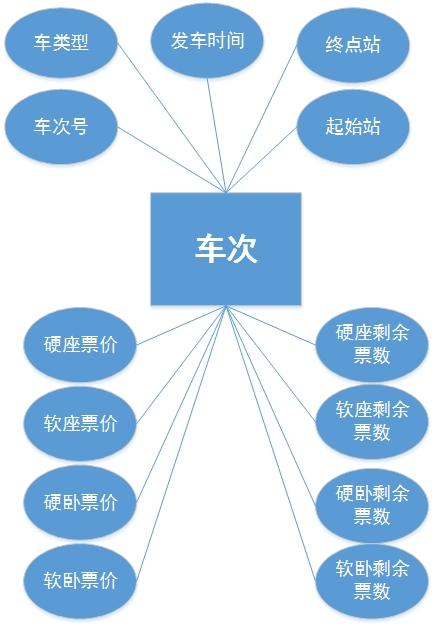 车类型
发车时间
终点站
车次号
起始站
车次
硬座票价
硬座剩余
票数
软座票价
软座剩余
票数
硬卧票价
硬卧剩余
票数
软卧票价
软卧剩余
票数